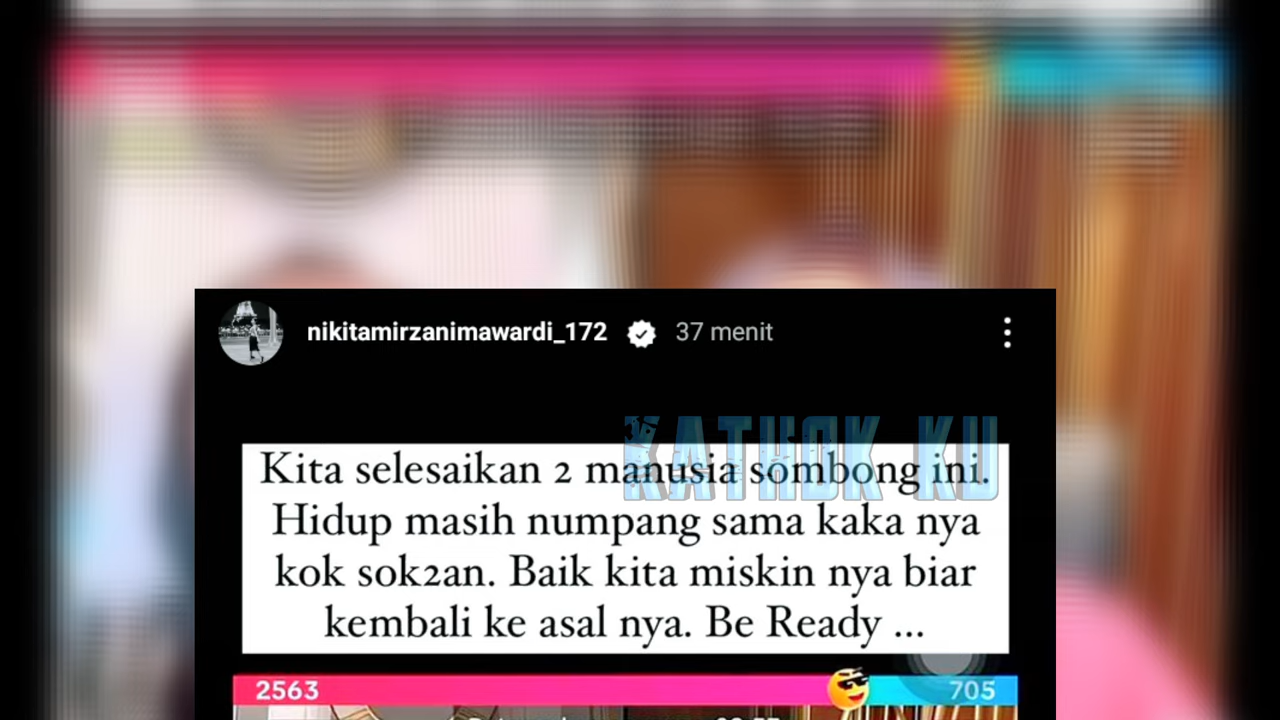 nikitamirzanimawardi_172 37 menit
KATHOK KU
Kita selesaikan 2 manusia sombong ini.
Hidup masih numpang sama kaka nya
kok sok2an. Baik kita miskin nya biar
kembali ke asal nya. Be Ready ...
2563 705